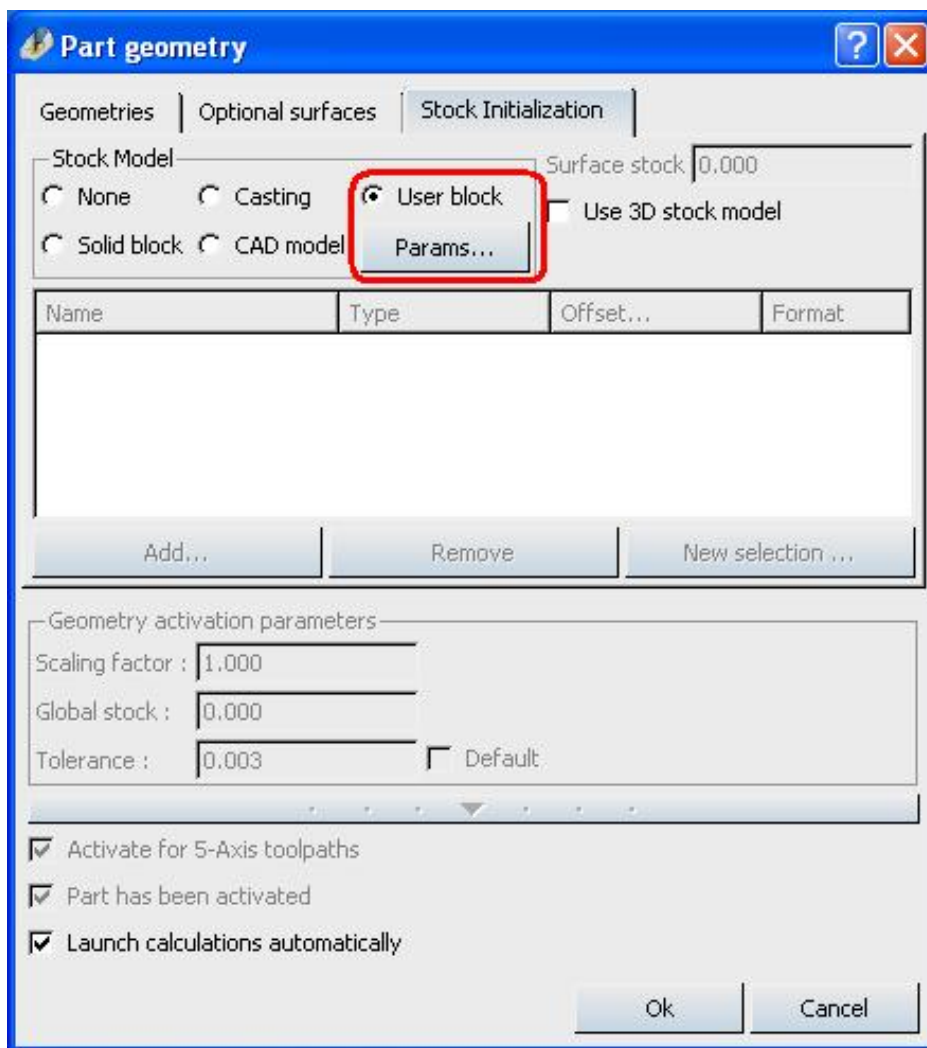 Part geometry
Geometries Optional surfaces Stock Initialization
Stock Model
Surface stock 0.000
None Casting User block
Use 3D stock model
Solid block CAD model Params...
Name Type Offset... Format
Add... Remove New selection ...
Geometry activation parameters
Scaling factor : 1.000
Global stock : 0.000
Tolerance : 0.003 Default
Activate for 5-Axis toolpaths
Part has been activated
Launch calculations automatically
Ok Cancel